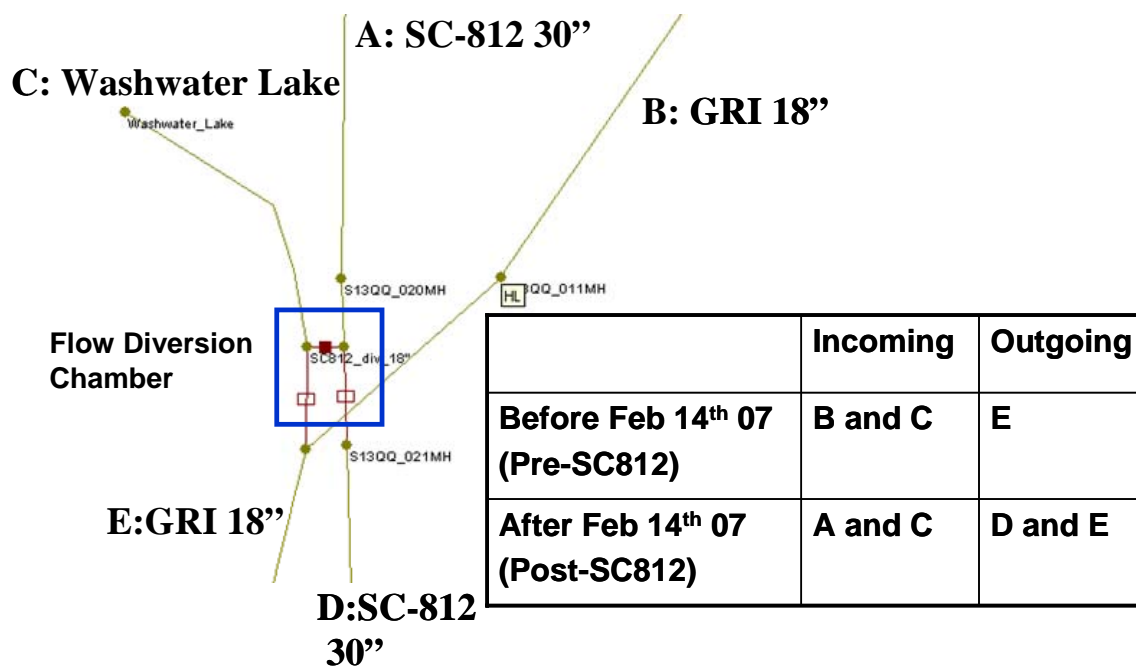 A: SC-812 30”
C: Washwater Lake
Washwater_Lake
B: GRI 18”
S13QQ_020MH
HL
QQ_011MH
Flow Diversion
Chamber
SC812_div_18"
S13QQ_021MH
E:GRI 18”
D:SC-812
30”
Incoming Outgoing
Before Feb 14th 07 B and C E
(Pre-SC812)
After Feb 14th 07 A and C D and E
(Post-SC812)